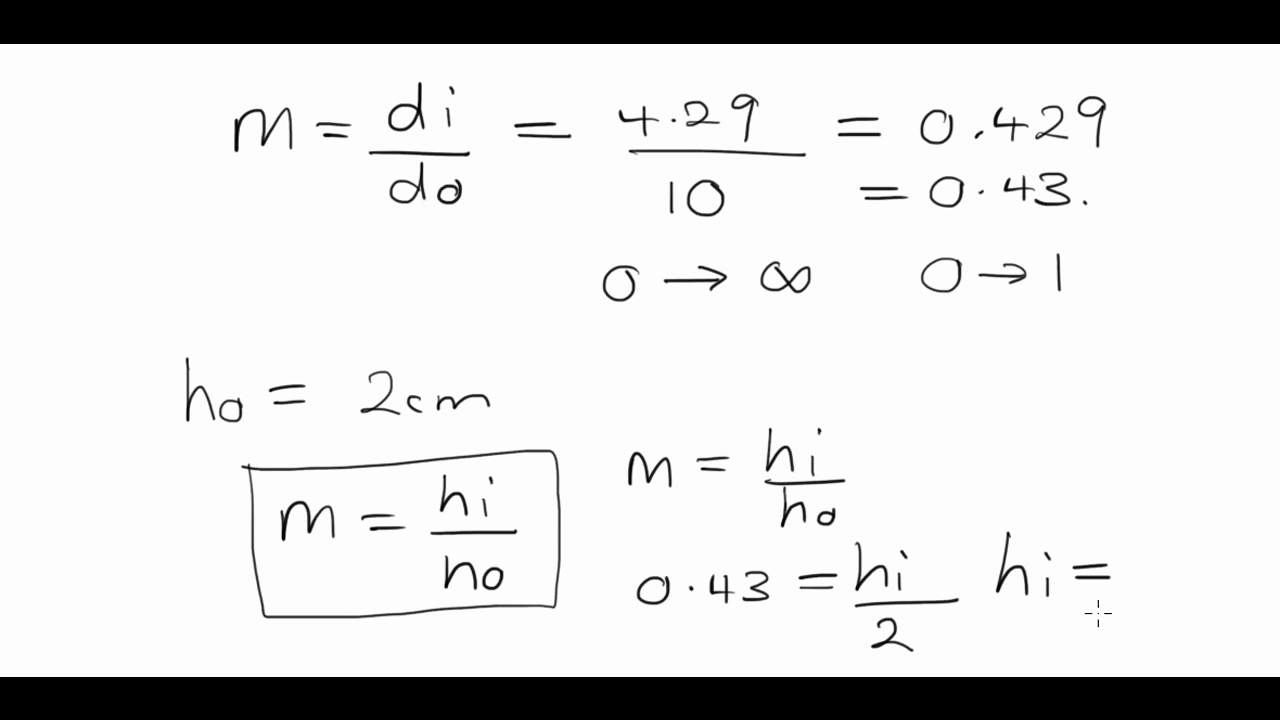 m = di/do = 4.29/10 = 0.429
= 0.43.
0 → ∞ 0 → 1
ho = 2cm
m = hi/ho
m = hi/ho
0.43 = hi/2 hi =